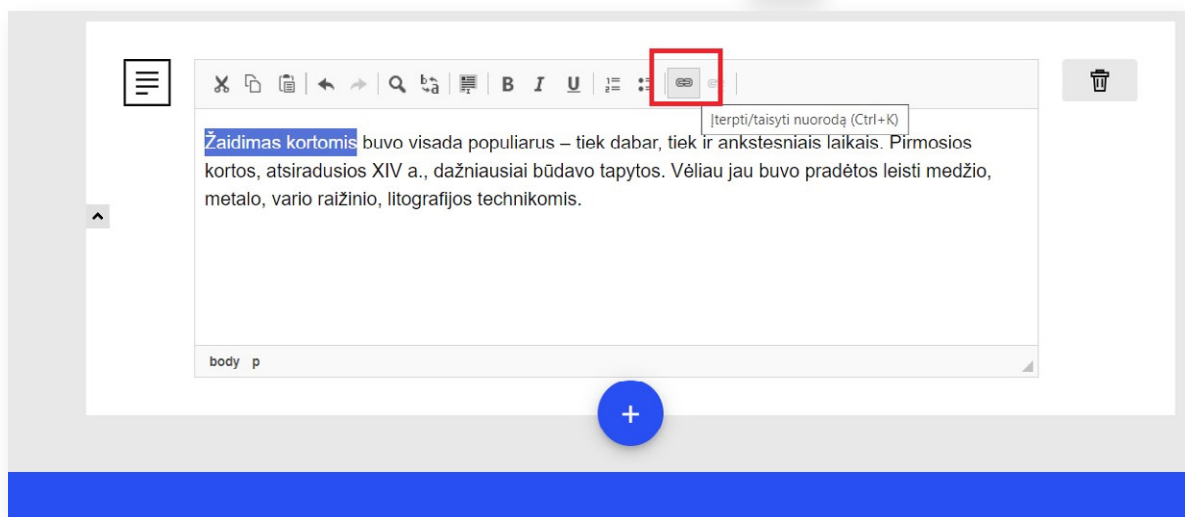 B I U
Įterpti/taisyti nuorodą (Ctrl+K)
Žaidimas kortomis buvo visada populiarus – tiek dabar, tiek ir ankstesniais laikais. Pirmosios
kortos, atsiradusios XIV a., dažniausiai būdavo tapytos. Vėliau jau buvo pradėtos leisti medžio,
metalo, vario raižinio, litografijos technikomis.
body p